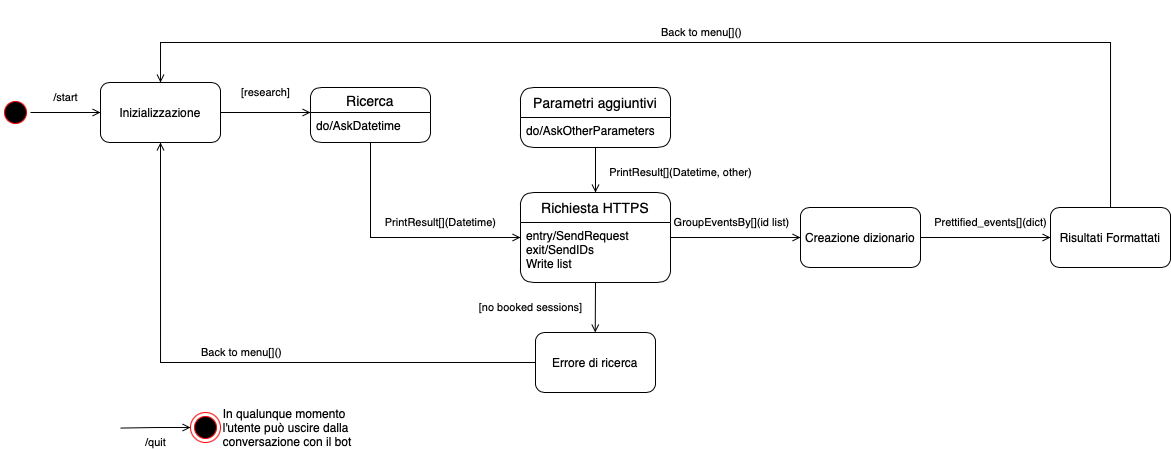 Back to menu[]()
/start
Inizializzazione
[research]
Ricerca
do/AskDatetime
Parametri aggiuntivi
do/AskOtherParameters
PrintResult[](Datetime, other)
PrintResult[](Datetime)
Richiesta HTTPS
entry/SendRequest
exit/SendIDs
Write list
GroupEventsBy[](id list)
Creazione dizionario
Prettified_events[](dict)
Risultati Formattati
[no booked sessions]
Errore di ricerca
Back to menu[]()
/quit
In qualunque momento
l'utente può uscire dalla
conversazione con il bot